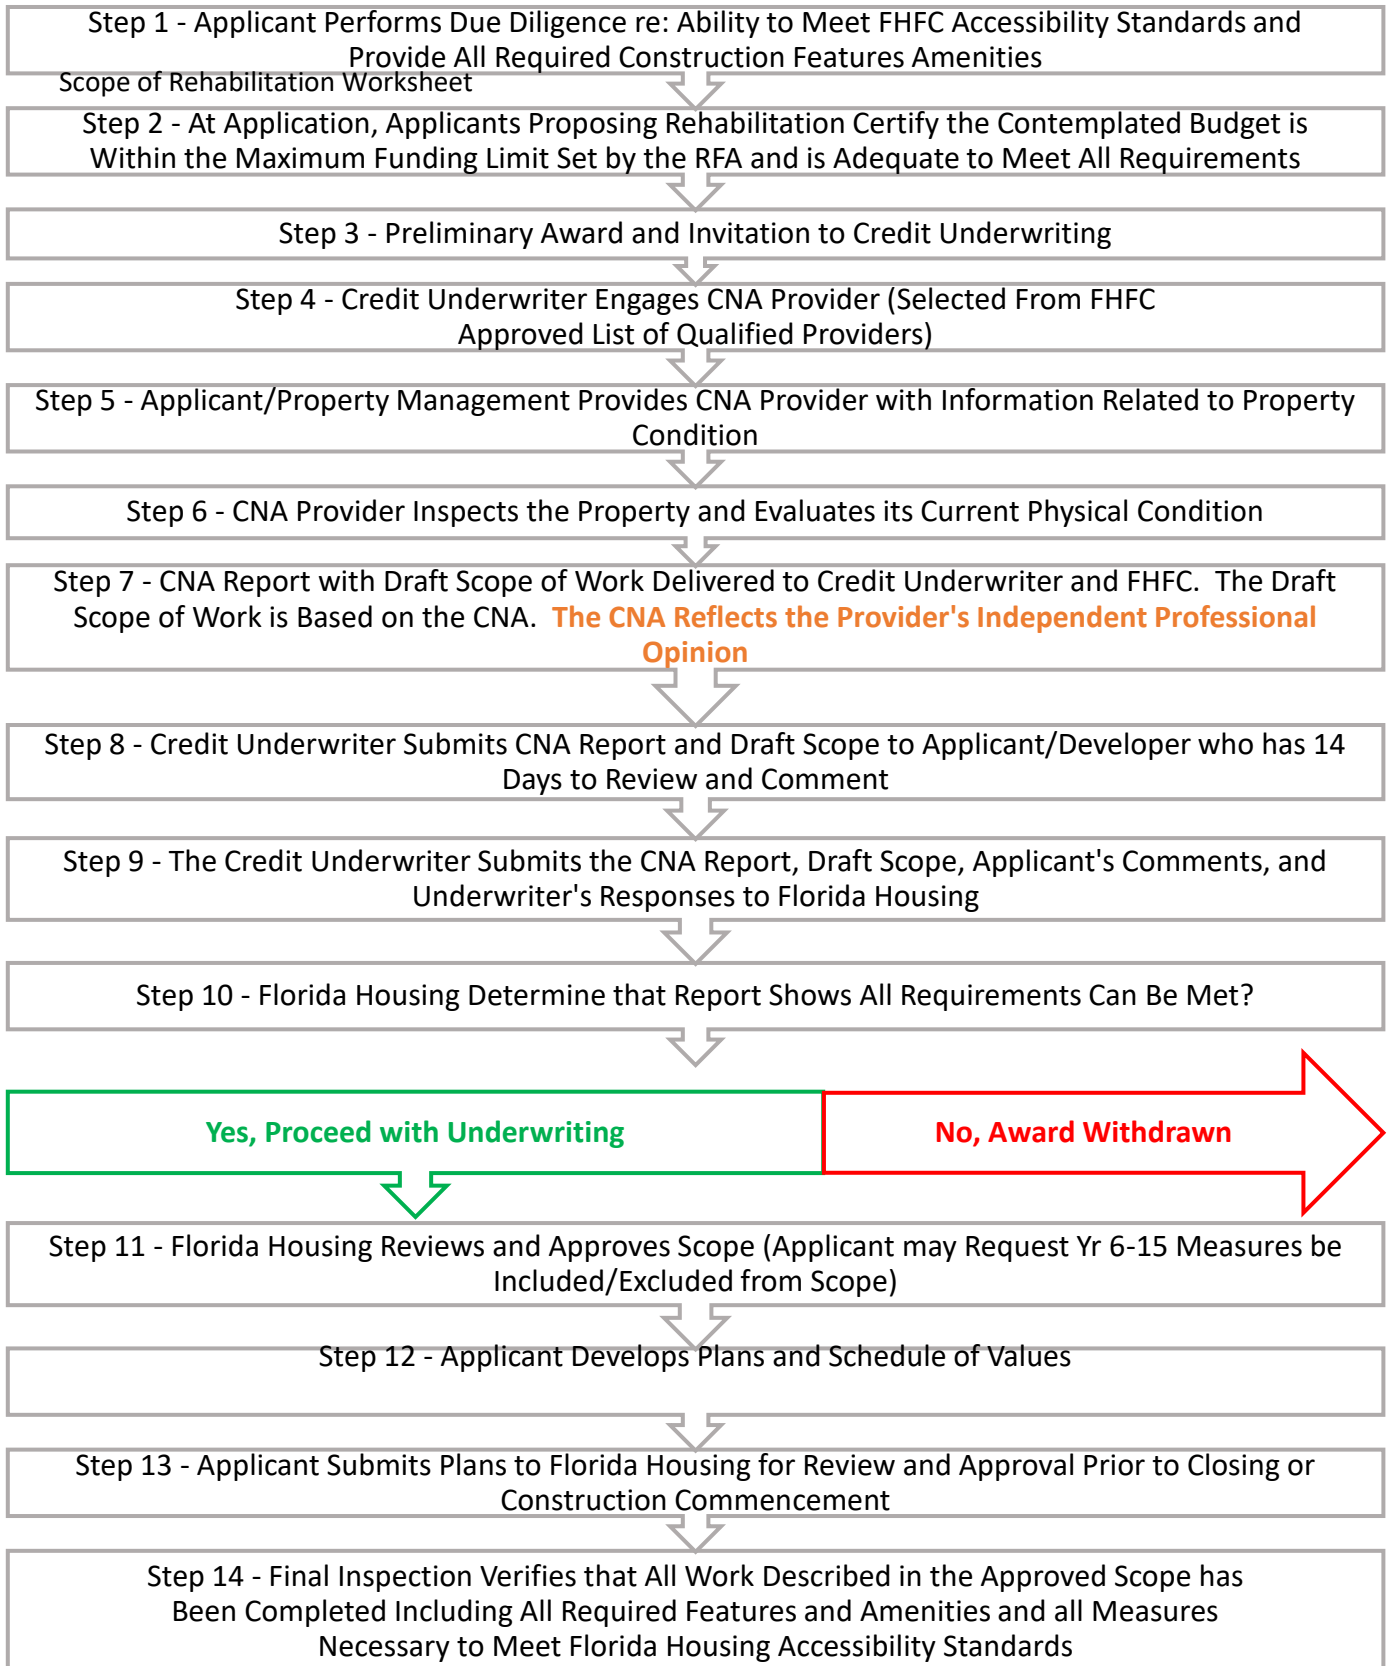 Step 1 - Applicant Performs Due Diligence re: Ability to Meet FHFC Accessibility Standards and
Provide All Required Construction Features Amenities
Scope of Rehabilitation Worksheet
Step 2 - At Application, Applicants Proposing Rehabilitation Certify the Contemplated Budget is
Within the Maximum Funding Limit Set by the RFA and is Adequate to Meet All Requirements
Step 3 - Preliminary Award and Invitation to Credit Underwriting
Step 4 - Credit Underwriter Engages CNA Provider (Selected From FHFC
Approved List of Qualified Providers)
Step 5 - Applicant/Property Management Provides CNA Provider with Information Related to Property
Condition
Step 6 - CNA Provider Inspects the Property and Evaluates its Current Physical Condition
Step 7 - CNA Report with Draft Scope of Work Delivered to Credit Underwriter and FHFC.  The Draft
Scope of Work is Based on the CNA.  The CNA Reflects the Provider's Independent Professional
Opinion
Step 8 - Credit Underwriter Submits CNA Report and Draft Scope to Applicant/Developer who has 14
Days to Review and Comment
Step 9 - The Credit Underwriter Submits the CNA Report, Draft Scope, Applicant's Comments, and
Underwriter's Responses to Florida Housing
Step 10 - Florida Housing Determine that Report Shows All Requirements Can Be Met?
Yes, Proceed with Underwriting
No, Award Withdrawn
Step 11 - Florida Housing Reviews and Approves Scope (Applicant may Request Yr 6-15 Measures be
Included/Excluded from Scope)
Step 12 - Applicant Develops Plans and Schedule of Values
Step 13 - Applicant Submits Plans to Florida Housing for Review and Approval Prior to Closing or
Construction Commencement
Step 14 - Final Inspection Verifies that All Work Described in the Approved Scope has
Been Completed Including All Required Features and Amenities and all Measures
Necessary to Meet Florida Housing Accessibility Standards